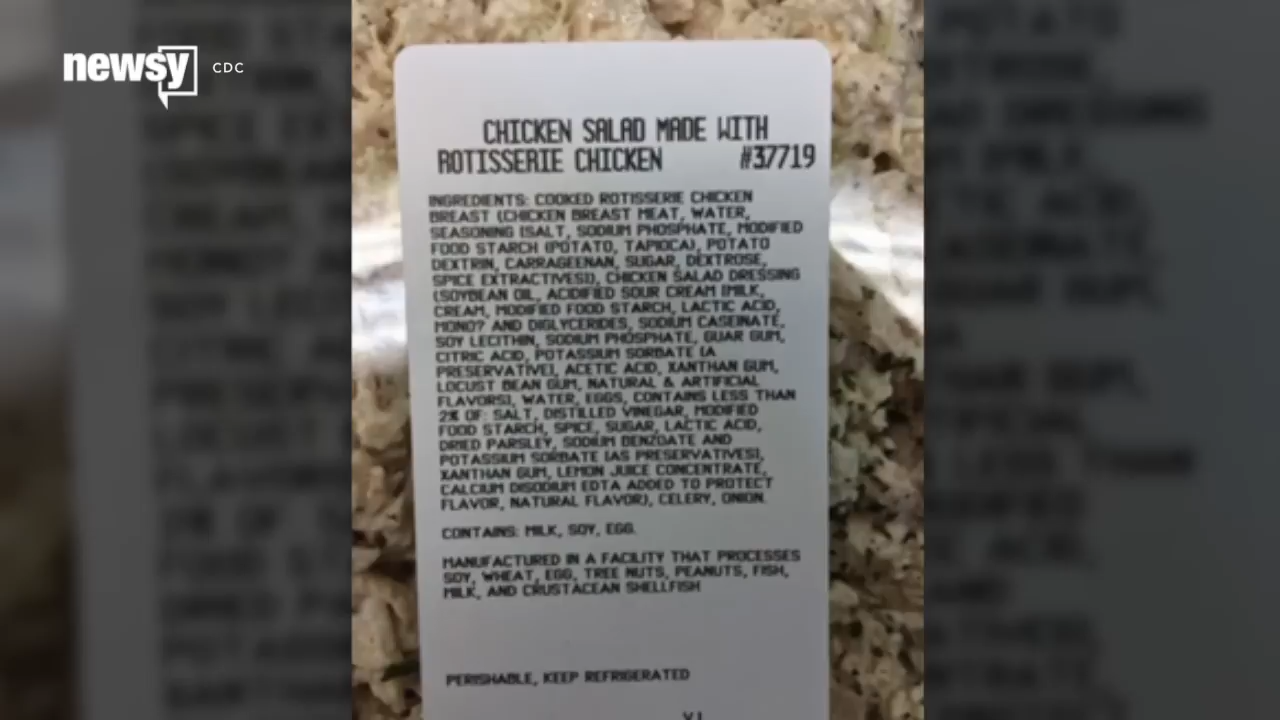 newsy CDC
CHICKEN SALAD MADE WITH
ROTISSERIE CHICKEN #37719
INGREDIENTS: COOKED ROTISSERIE CHICKEN
BREAST (CHICKEN BREAST MEAT, WATER,
SEASONING [SALT, SODIUM PHOSPHATE, MODIFIED
FOOD STARCH (POTATO, TAPIOCA), POTATO
DEXTRIN, CARRAGEENAN, SUGAR, DEXTROSE,
SPICE EXTRACTIVES]), CHICKEN SALAD DRESSING
(SOYBEAN OIL, ACIDIFIED SOUR CREAM [MILK,
CREAM, MODIFIED FOOD STARCH, LACTIC ACID,
MONO? AND DIGLYCERIDES, SODIUM CASEINATE,
SOY LECITHIN, SODIUM PHOSPHATE, GUAR GUM,
CITRIC ACID, POTASSIUM SORBATE (A
PRESERVATIVE), ACETIC ACID, XANTHAN GUM,
LOCUST BEAN GUM, NATURAL & ARTIFICIAL
FLAVORS], WATER, EGGS, CONTAINS LESS THAN
2% OF: SALT, DISTILLED VINEGAR, MODIFIED
FOOD STARCH, SPICE, SUGAR, LACTIC ACID,
DRIED PARSLEY, SODIUM BENZOATE AND
POTASSIUM SORBATE (AS PRESERVATIVES),
XANTHAN GUM, LEMON JUICE CONCENTRATE,
CALCIUM DISODIUM EDTA ADDED TO PROTECT
FLAVOR, NATURAL FLAVOR), CELERY, ONION.
CONTAINS: MILK, SOY, EGG.
MANUFACTURED IN A FACILITY THAT PROCESSES
SOY, WHEAT, EGG, TREE NUTS, PEANUTS, FISH,
MILK, AND CRUSTACEAN SHELLFISH
PERISHABLE, KEEP REFRIGERATED